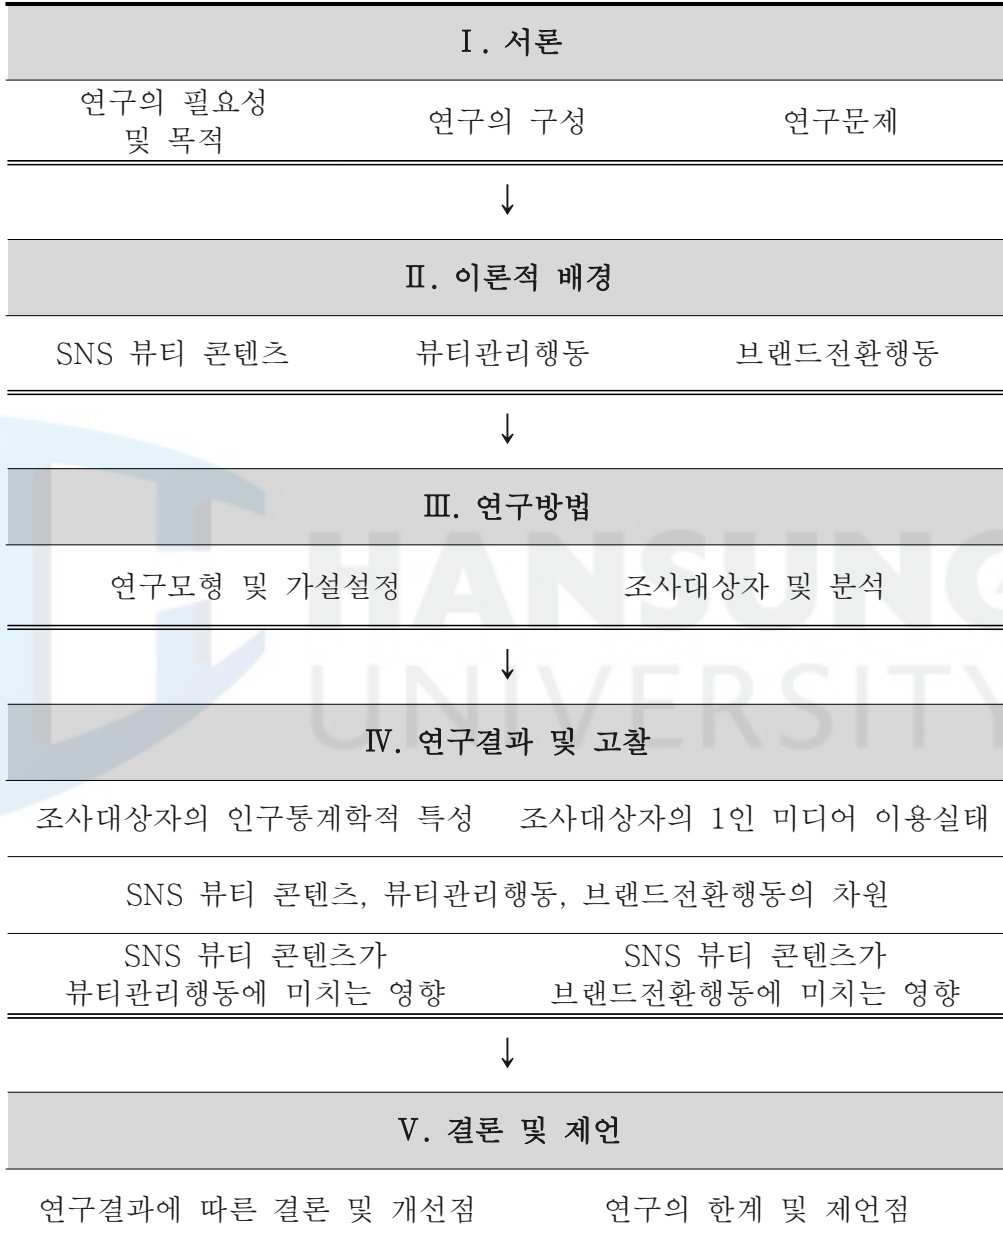 Ⅰ. 서론
연구의 필요성 및 목적
연구의 구성
연구문제
↓
Ⅱ. 이론적 배경
SNS 뷰티 콘텐츠
뷰티관리행동
브랜드전환행동
↓
Ⅲ. 연구방법
연구모형 및 가설설정
조사대상자 및 분석
↓
Ⅳ. 연구결과 및 고찰
조사대상자의 인구통계학적 특성
조사대상자의 1인 미디어 이용실태
SNS 뷰티 콘텐츠, 뷰티관리행동, 브랜드전환행동의 차원
SNS 뷰티 콘텐츠가
뷰티관리행동에 미치는 영향
SNS 뷰티 콘텐츠가
브랜드전환행동에 미치는 영향
↓
Ⅴ. 결론 및 제언
연구결과에 따른 결론 및 개선점
연구의 한계 및 제언점
HANSUNG
UNIVERSITY